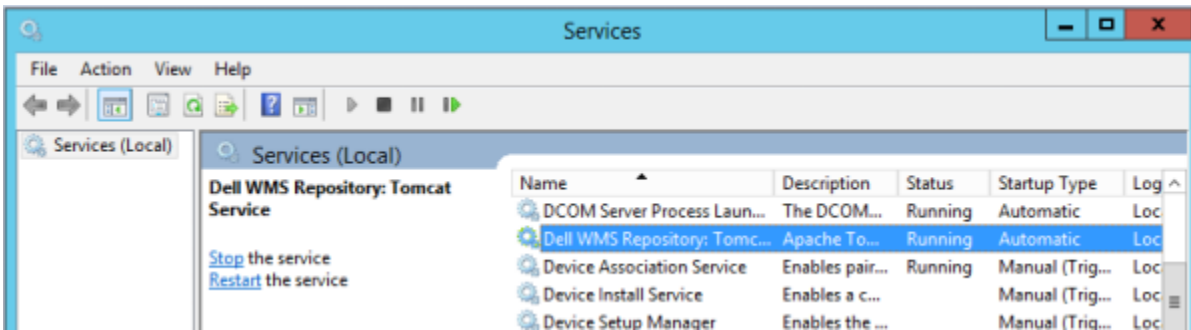 Services
File Action View Help
Services (Local)
Services (Local)
Dell WMS Repository: Tomcat
Service
Stop the service
Restart the service
Name Description Status Startup Type Log
DCOM Server Process Laun... The DCOM... Running Automatic Loc
Dell WMS Repository: Tomc... Apache To... Running Automatic Loc
Device Association Service Enables pair... Running Manual (Trig... Loc
Device Install Service Enables a c... Manual (Trig... Loc
Device Setup Manager Enables the ... Manual (Trig... Loc